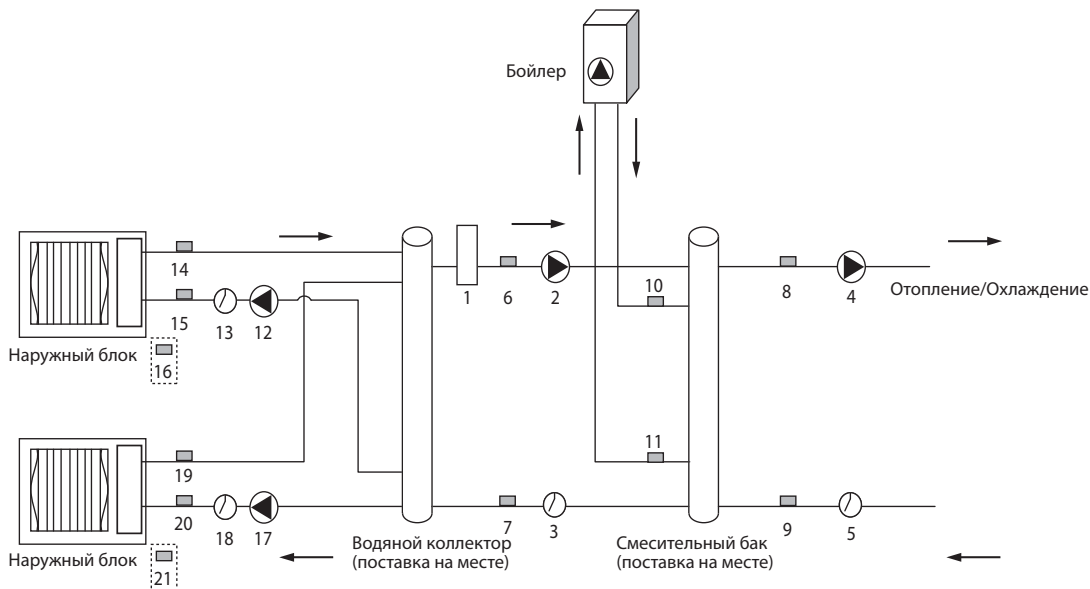 Бойлер
14
15
13
12
Наружный блок
16
1
6
2
10
8
4
Отопление/Охлаждение
11
19
20
18
17
Наружный блок
21
7
3
9
5
Водяной коллектор
(поставка на месте)
Смесительный бак
(поставка на месте)